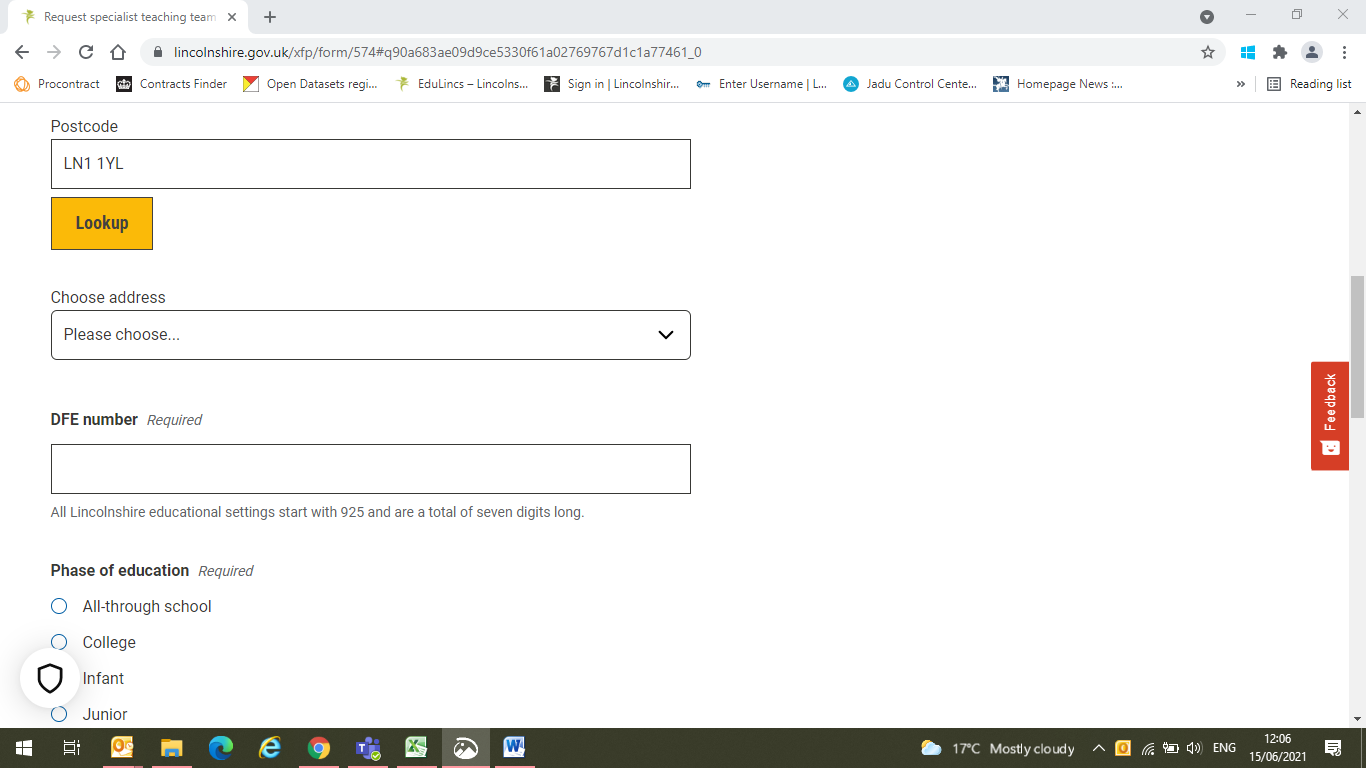 Request specialist teaching team
lincolnshire.gov.uk/xfp/form/574#q90a683ae09d9ce5330f61a02769767d1c1a77461_0
Procontract Contracts Finder Open Datasets regi... EduLincs – Lincolns... Sign in | Lincolnshir... Enter Username | L... Jadu Control Cente... Homepage News :... » Reading list
Postcode
LN1 1YL
Lookup
Choose address
Please choose...
DFE number Required
All Lincolnshire educational settings start with 925 and are a total of seven digits long.
Phase of education Required
All-through school
College
Infant
Junior
Feedback
17°C Mostly cloudy ENG 12:06
15/06/2021